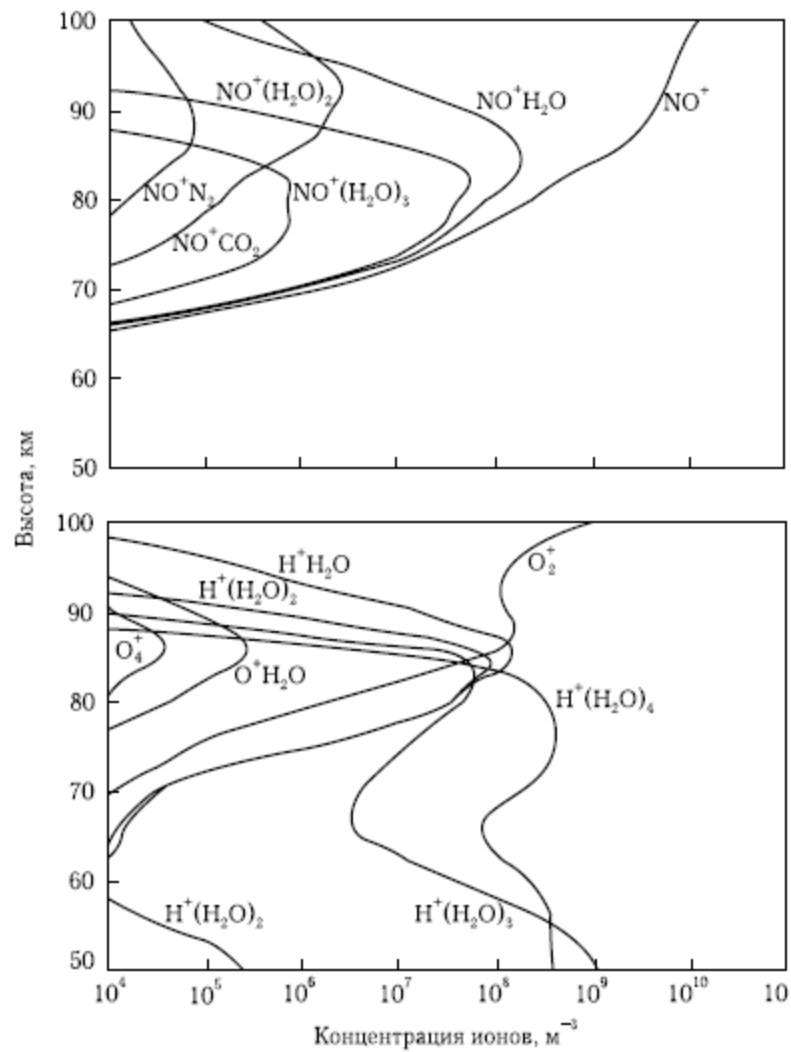 100
NO⁺(H₂O)₂
NO⁺H₂O
NO⁺
90
NO⁺N₂
NO⁺(H₂O)₃
80
NO⁺CO₂
70
60
50
Высота, км
100
H⁺H₂O
O₂⁺
H⁺(H₂O)₂
90
O₄⁺
O⁺H₂O
80
H⁺(H₂O)₄
70
60
H⁺(H₂O)₂
H⁺(H₂O)₃
50
10⁴ 10⁵ 10⁶ 10⁷ 10⁸ 10⁹ 10¹⁰ 10
Концентрация ионов, м⁻³